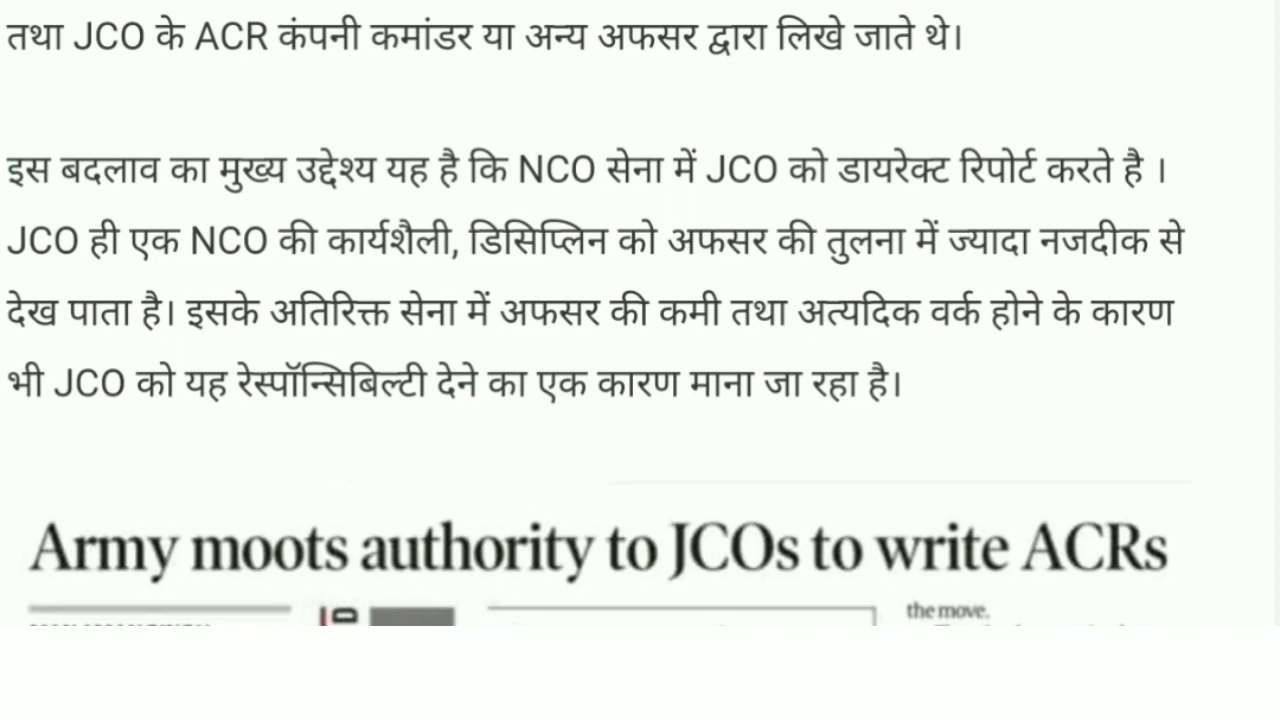 तथा JCO के ACR कंपनी कमांडर या अन्य अफसर द्वारा लिखे जाते थे।
इस बदलाव का मुख्य उद्देश्य यह है कि NCO सेना में JCO को डायरेक्ट रिपोर्ट करते है ।
JCO ही एक NCO की कार्यशैली, डिसिप्लिन को अफसर की तुलना में ज्यादा नजदीक से
देख पाता है। इसके अतिरिक्त सेना में अफसर की कमी तथा अत्यदिक वर्क होने के कारण
भी JCO को यह रेस्पॉन्सिबिल्टी देने का एक कारण माना जा रहा है।
Army moots authority to JCOs to write ACRs
the move.